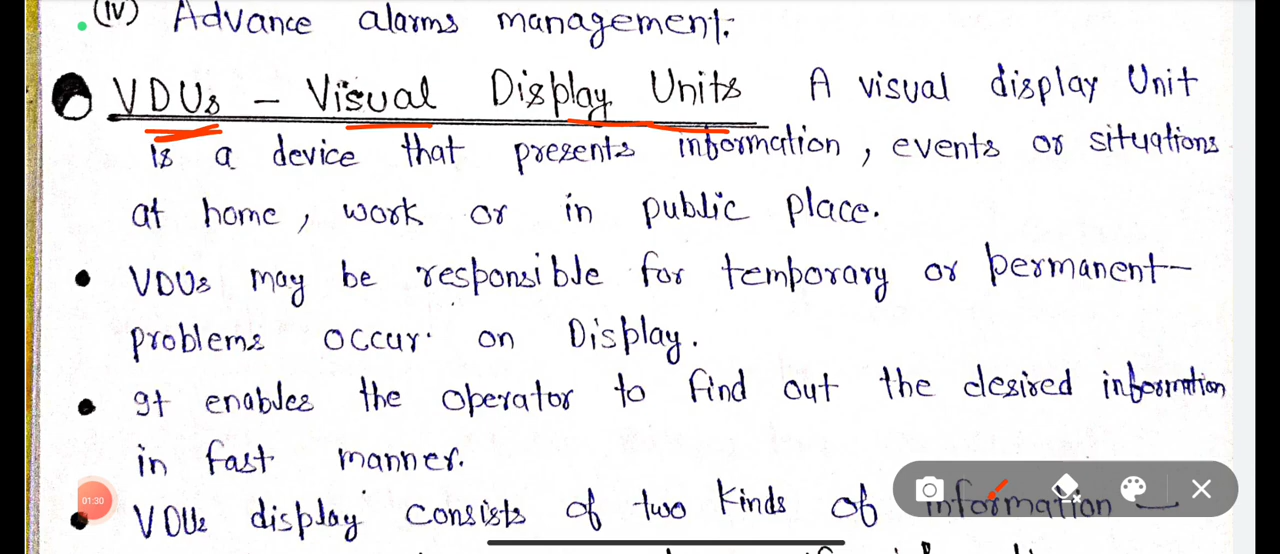 (iv) Advance alarms management:
VDUs - Visual Display Units A visual display Unit
is a device that presents information, events or situations
at home, work or in public place.
VDUs may be responsible for temporary or permanent-
problems occur on Display.
It enables the operator to find out the desired information
in fast manner.
VDUs display consists of two kinds of information —
01:30